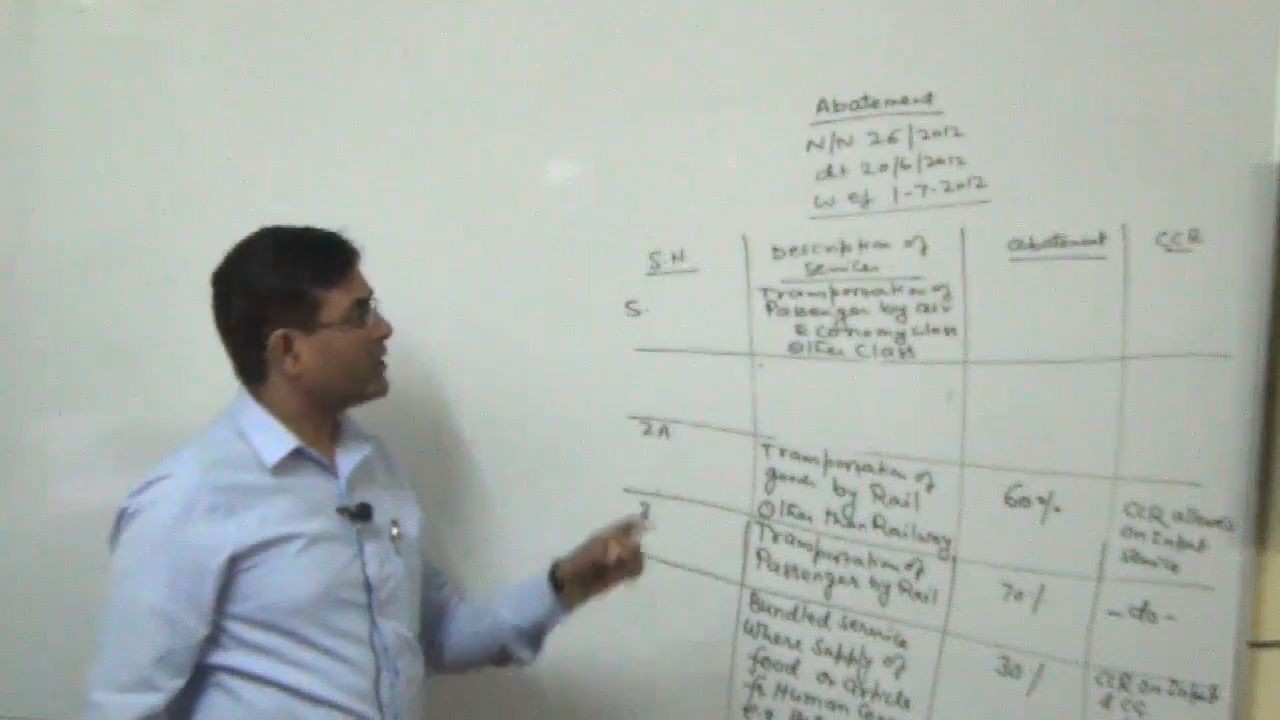 Abatement
N/N 26/2012
dt 20/6/2012
w ef 1-7-2012
S.N.
Description of
Service
abatement
CCR
5.
Transportation of
Passenger by air
Economy class
Other Class
2A
Transportation of
goods by Rail
Other than Railway
60%
CCR allowed
on Input
service
3
Transportation of
Passenger by Rail
70%
-do-
Bundled Service
Where Supply of
food or article
for Human
30%
CCR on Input
& CG